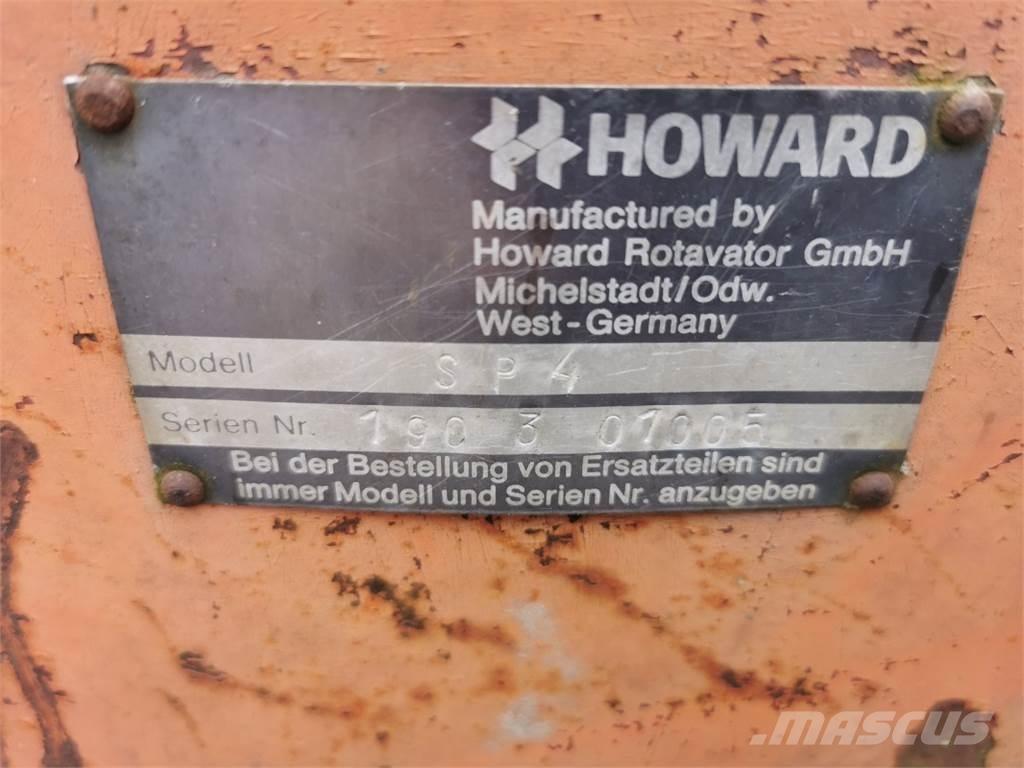 HOWARD
Manufactured by
Howard Rotavator GmbH
Michelstadt/Odw.
West-Germany
Modell SP4
Serien Nr. 190 3 01005
Bei der Bestellung von Ersatzteilen sind
immer Modell und Serien Nr. anzugeben
MASCUS